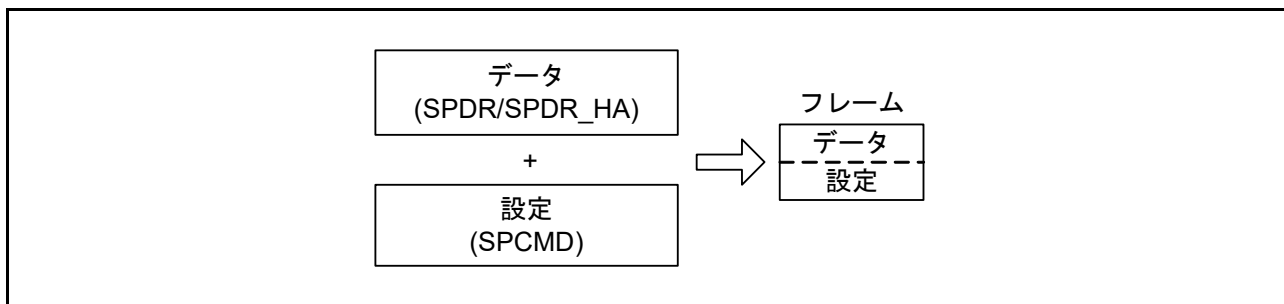 データ
(SPDR/SPDR_HA)
+
設定
(SPCMD)
フレーム
データ
設定